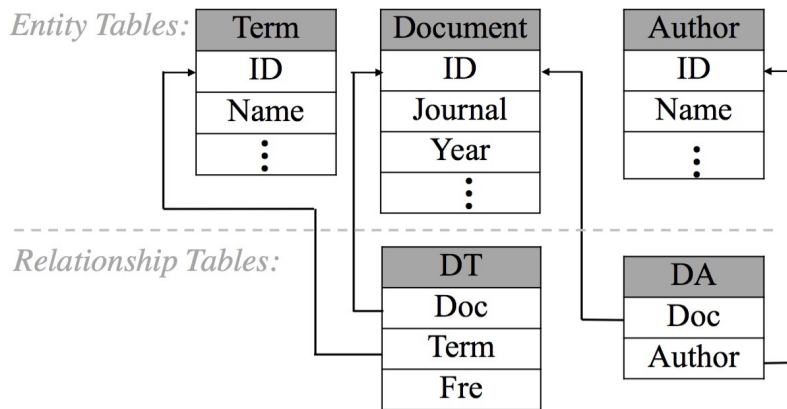 Entity Tables:
Term
ID
Name
Document
ID
Journal
Year
Author
ID
Name
Relationship Tables:
DT
Doc
Term
Fre
DA
Doc
Author